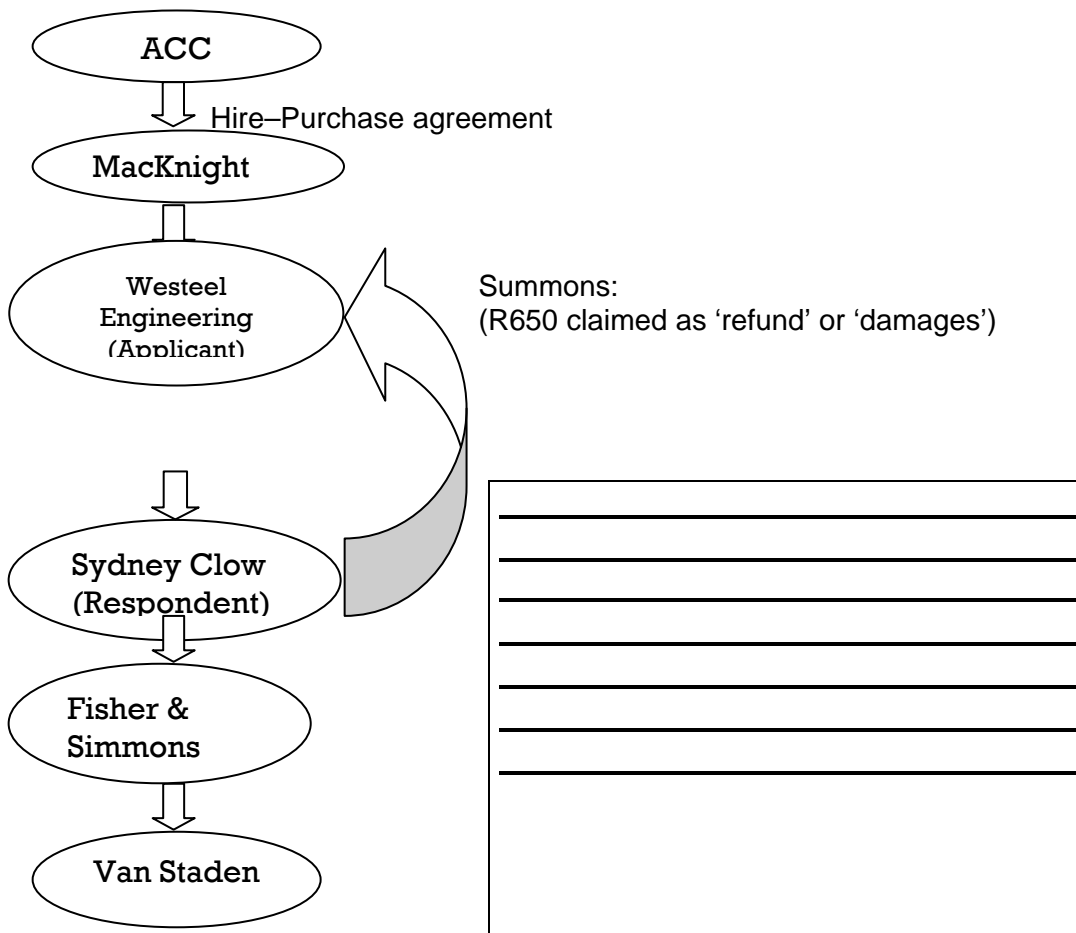 ACC
Hire–Purchase agreement
MacKnight
Westeel
Engineering
(Applicant)
Summons:
(R650 claimed as ‘refund’ or ‘damages’)
Sydney Clow
(Respondent)
Fisher &
Simmons
Van Staden